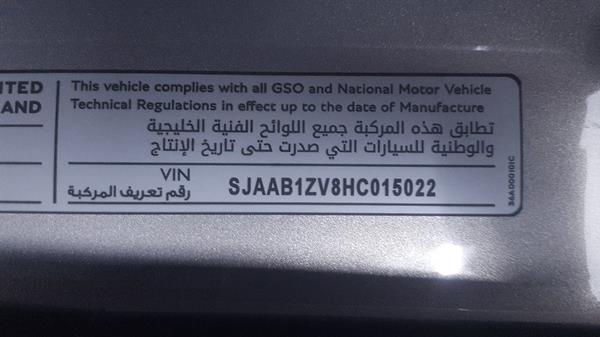 ITED
AND
This vehicle complies with all GSO and National Motor Vehicle
Technical Regulations in effect up to the date of Manufacture
تطابق هذه المركبة جميع اللوائح الفنية الخليجية
والوطنية للسيارات التي صدرت حتى تاريخ الإنتاج
VIN
رقم تعريف المركبة
SJAAB1ZV8HC015022
36A000101C